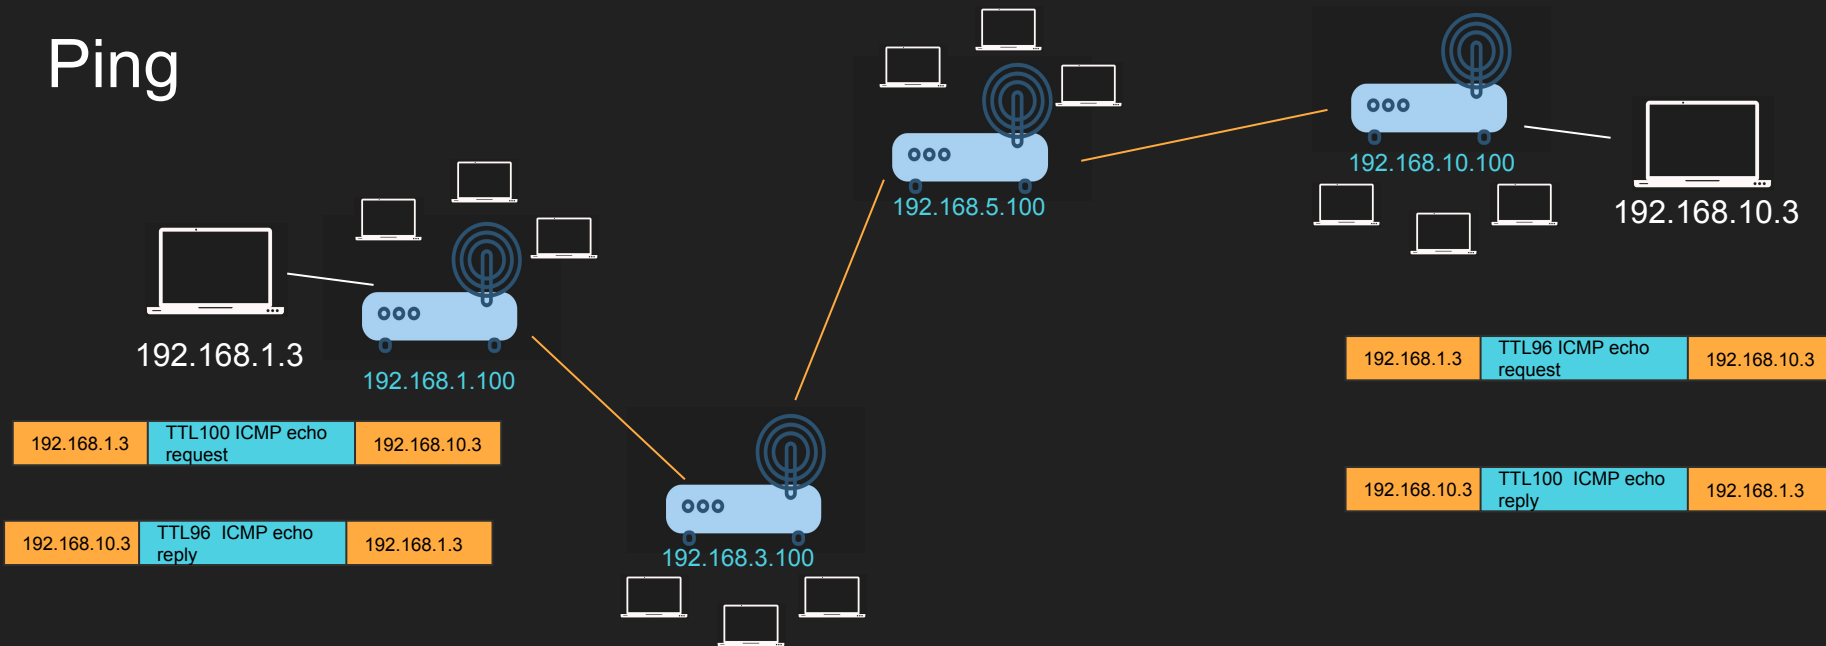 Ping
192.168.1.3
192.168.1.100
192.168.3.100
192.168.5.100
192.168.10.100
192.168.10.3
192.168.1.3
TTL100 ICMP echo
request
192.168.10.3
192.168.10.3
TTL96  ICMP echo
reply
192.168.1.3
192.168.1.3
TTL96 ICMP echo
request
192.168.10.3
192.168.10.3
TTL100  ICMP echo
reply
192.168.1.3